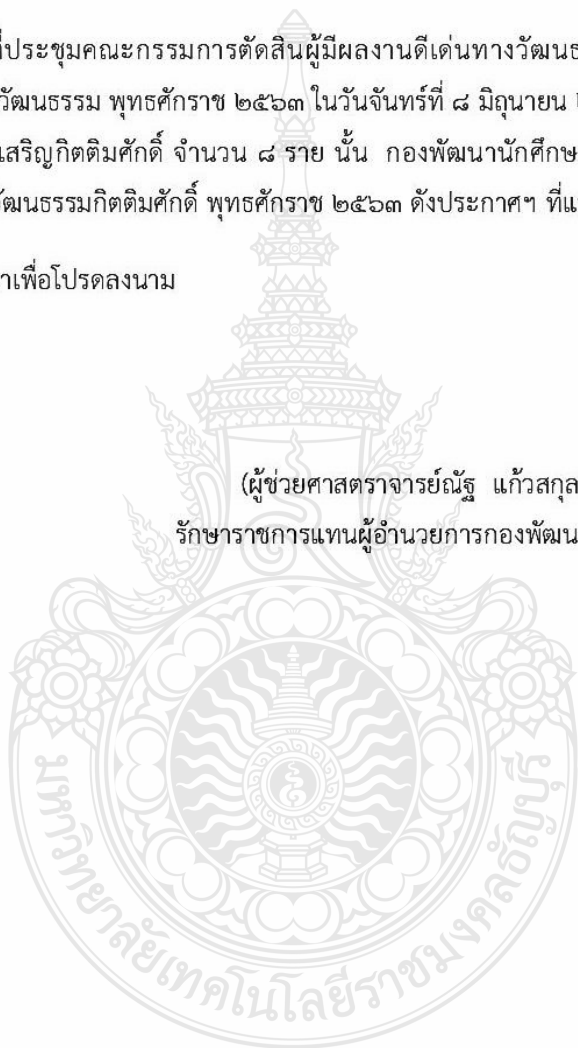 ที่ประชุมคณะกรรมการตัดสินผู้มีผลงานดีเด่นทางวัฒนธ
วัฒนธรรม พุทธศักราช ๒๕๖๓ ในวันจันทร์ที่ ๘ มิถุนายน
เสริญกิตติมศักดิ์ จำนวน ๘ ราย นั้น กองพัฒนานักศึกษ
วัฒนธรรมกิตติมศักดิ์ พุทธศักราช ๒๕๖๓ ดังประกาศฯ ที่แ
าเพื่อโปรดลงนาม
(ผู้ช่วยศาสตราจารย์ณัฐ แก้วสกุล
รักษาราชการแทนผู้อำนวยการกองพัฒน
มหาวิทยาลัยเทคโนโลยีราชมงคลธัญบุรี